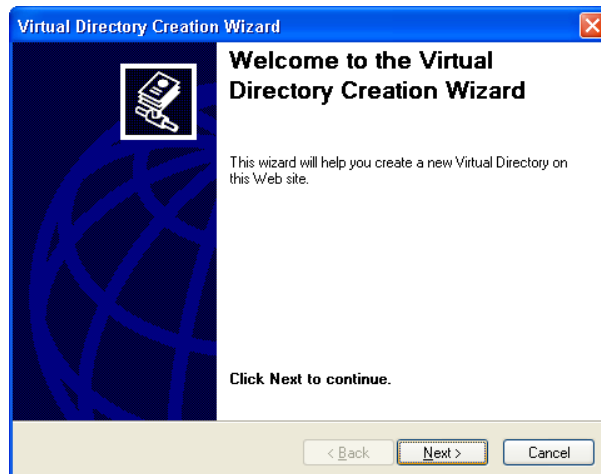 Virtual Directory Creation Wizard
Welcome to the Virtual
Directory Creation Wizard
This wizard will help you create a new Virtual Directory on
this Web site.
Click Next to continue.
< Back Next > Cancel